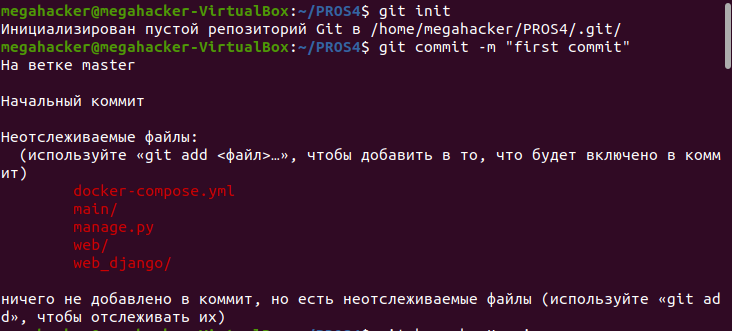 megahacker@megahacker-VirtualBox:~/PROS4$ git init
Инициализирован пустой репозиторий Git в /home/megahacker/PROS4/.git/
megahacker@megahacker-VirtualBox:~/PROS4$ git commit -m "first commit"
На ветке master
Начальный коммит
Неотслеживаемые файлы:
(используйте «git add <файл>…», чтобы добавить в то, что будет включено в комм
ит)
docker-compose.yml
main/
manage.py
web/
web_django/
ничего не добавлено в коммит, но есть неотслеживаемые файлы (используйте «git ad
d», чтобы отслеживать их)